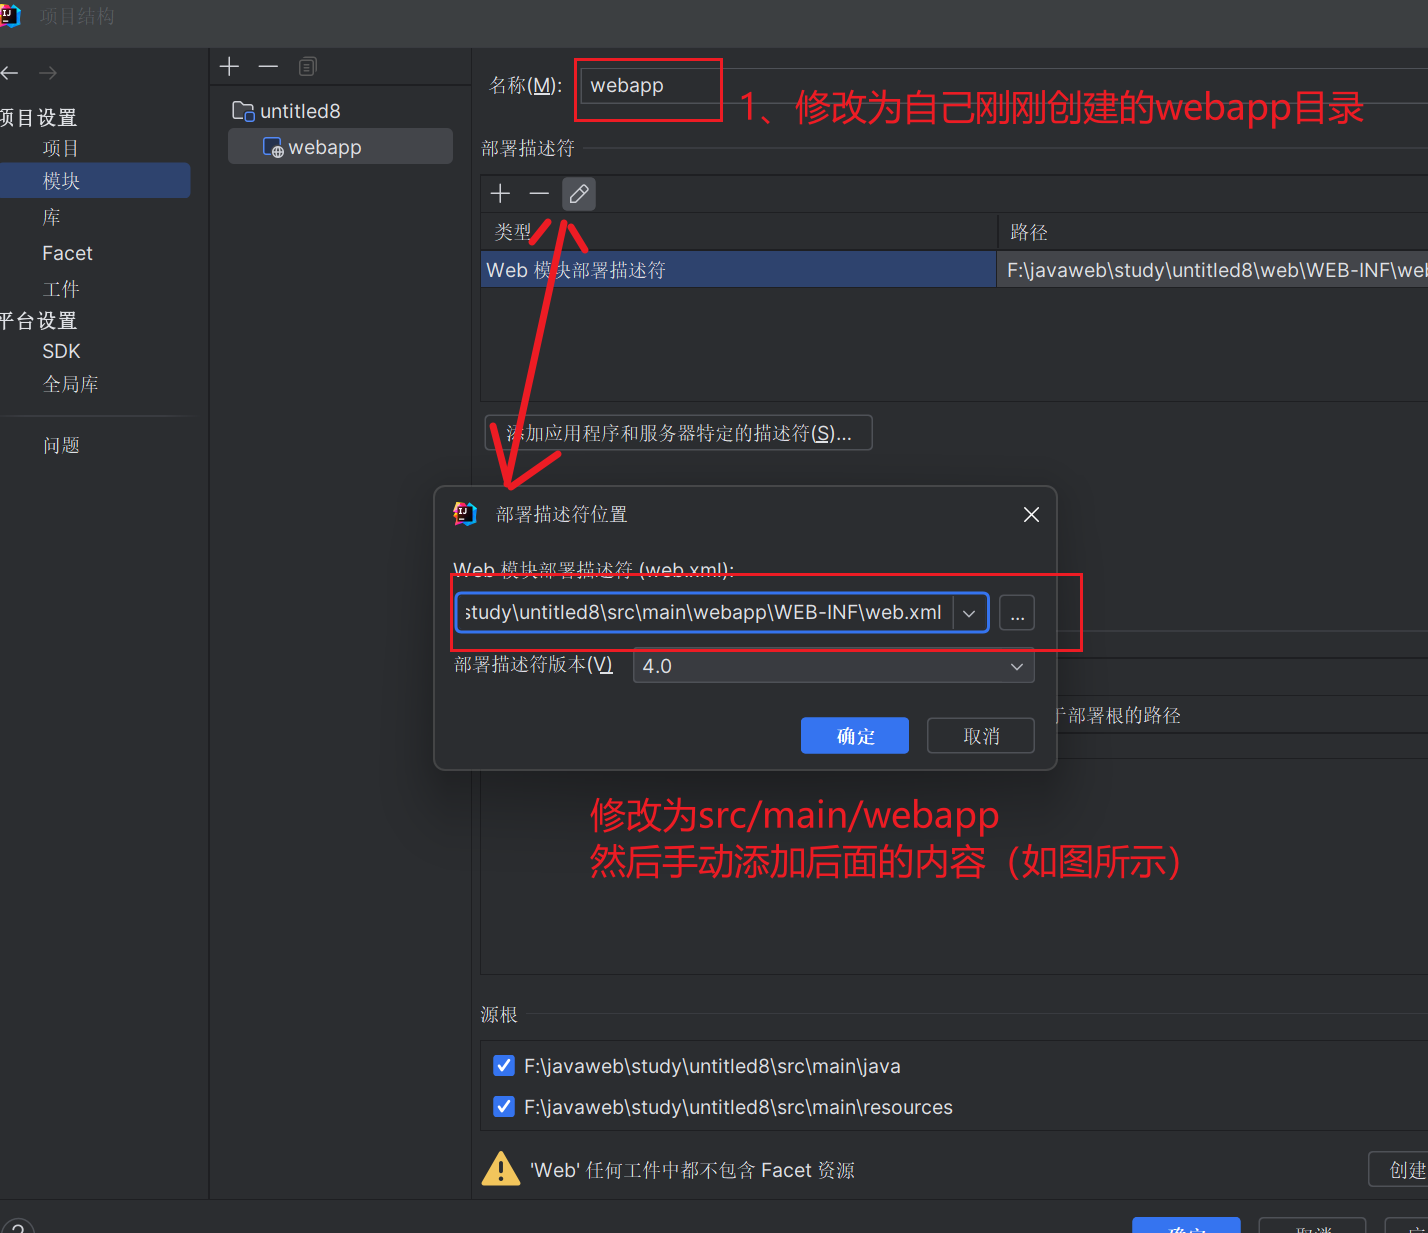 项目结构
项目设置
项目
模块
库
Facet
工件
平台设置
SDK
全局库
问题
untitled8
webapp
名称(M):
webapp
1、修改为自己刚刚创建的webapp目录
部署描述符
类型
路径
Web 模块部署描述符
F:\javaweb\study\untitled8\web\WEB-INF\web
添加应用程序和服务器特定的描述符(S)...
部署描述符位置
Web 模块部署描述符 (web.xml):
study\untitled8\src\main\webapp\WEB-INF\web.xml
...
部署描述符版本(V)
4.0
确定
取消
于部署根的路径
修改为src/main/webapp
然后手动添加后面的内容（如图所示）
源根
F:\javaweb\study\untitled8\src\main\java
F:\javaweb\study\untitled8\src\main\resources
'Web' 任何工件中都不包含 Facet 资源
创建
?
确定
取消